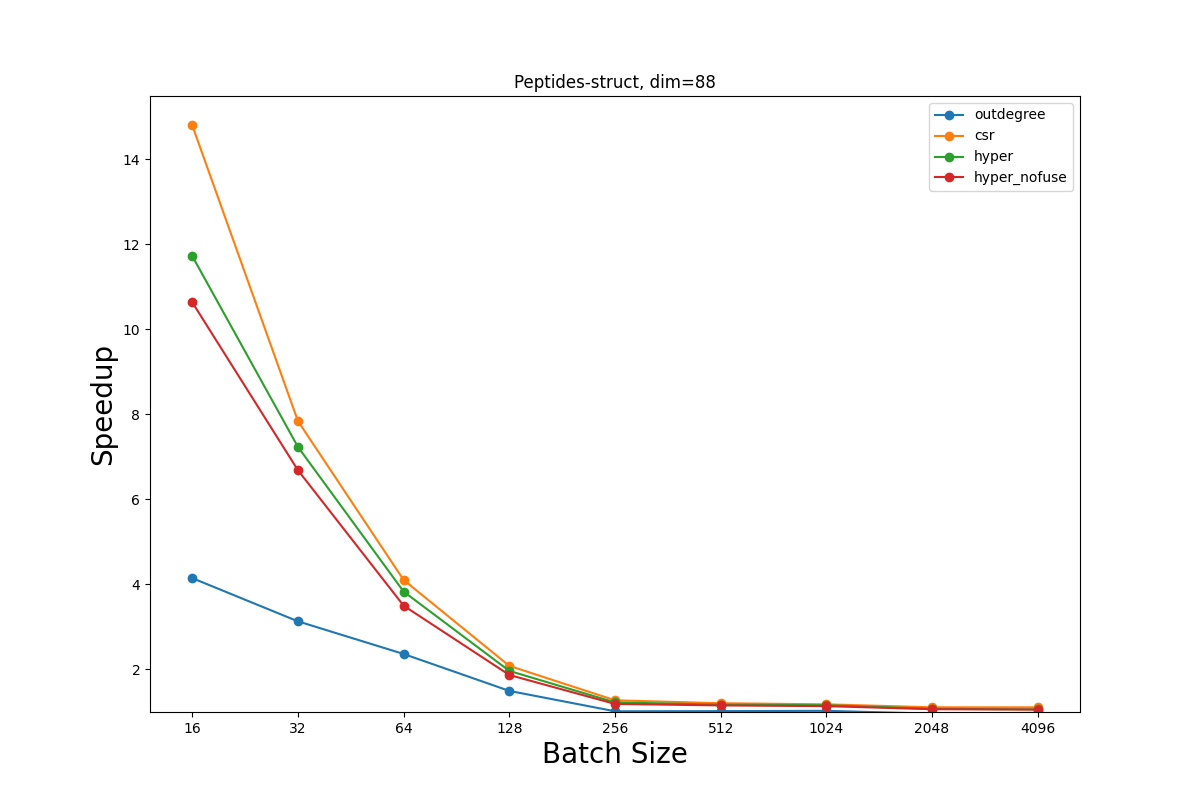 Peptides-struct, dim=88
outdegree
csr
hyper
hyper_nofuse
Speedup
14
12
10
8
6
4
2
16 32 64 128 256 512 1024 2048 4096
Batch Size